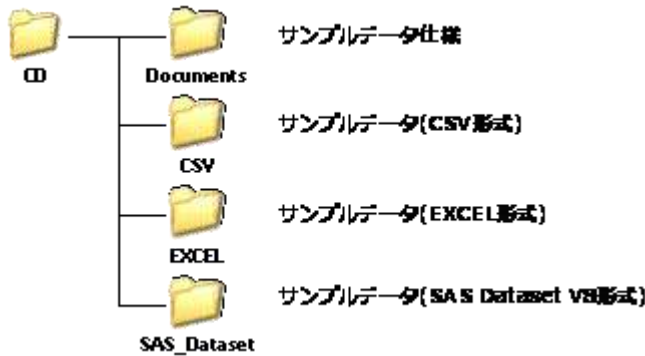 サンプルデータ仕様
CD
Documents
サンプルデータ(CSV形式)
CSV
サンプルデータ(EXCEL形式)
EXCEL
サンプルデータ(SAS Dataset V8形式)
SAS_Dataset